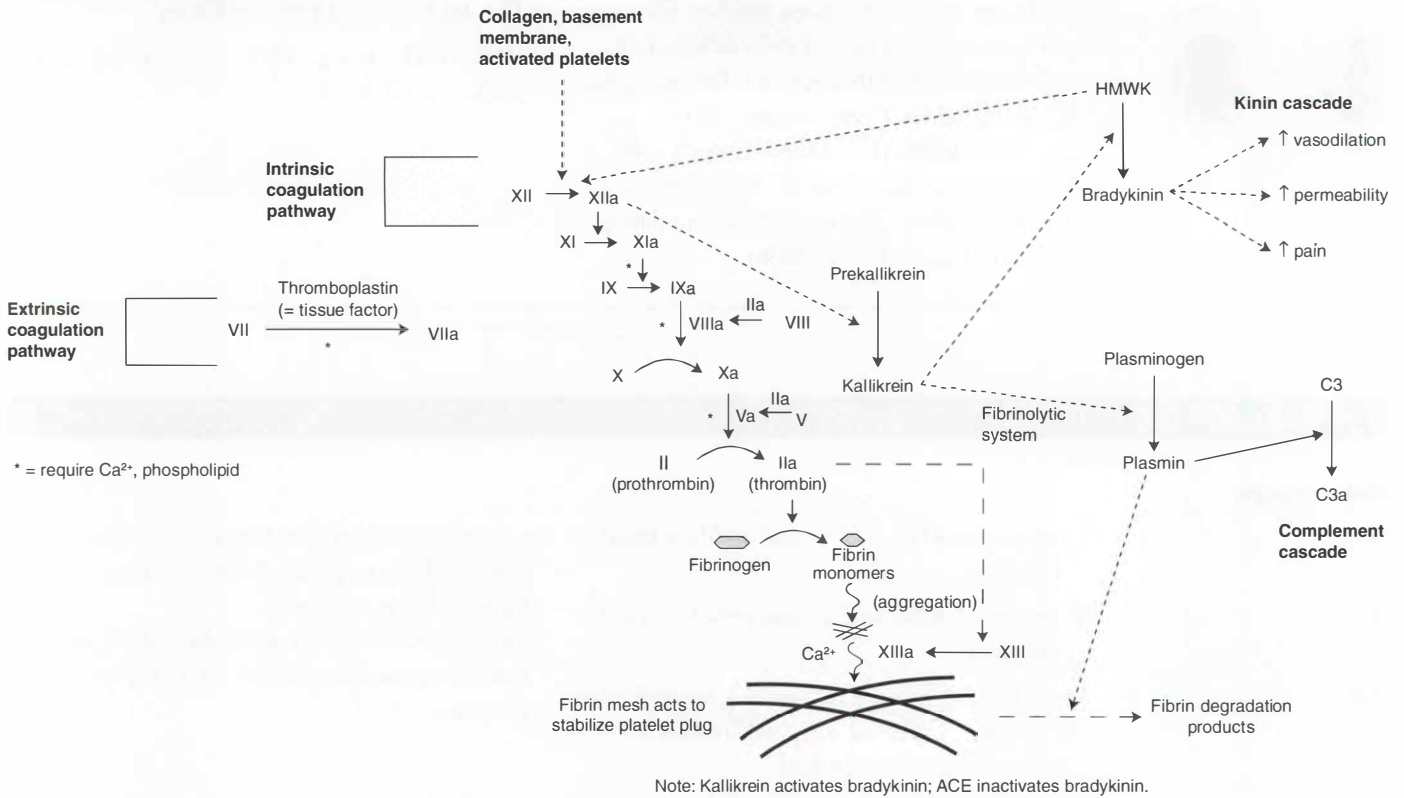 Collagen, basement
membrane,
activated platelets
HMWK
Kinin cascade
↑ vasodilation
Intrinsic
coagulation
pathway
XII
XIIa
Bradykinin
↑ permeability
XI
XIa
↑ pain
*
Prekallikrein
IX
IXa
Extrinsic
coagulation
pathway
Thromboplastin
(= tissue factor)
VII
*
VIIa
*
VIIIa
IIa
VIII
Plasminogen
X
Xa
Kallikrein
C3
*
Va
IIa
V
Fibrinolytic
system
* = require Ca²⁺, phospholipid
II
(prothrombin)
IIa
(thrombin)
Plasmin
C3a
Complement
cascade
Fibrinogen
Fibrin
monomers
(aggregation)
Ca²⁺
XIIIa
XIII
Fibrin mesh acts to
stabilize platelet plug
Fibrin degradation
products
Note: Kallikrein activates bradykinin; ACE inactivates bradykinin.